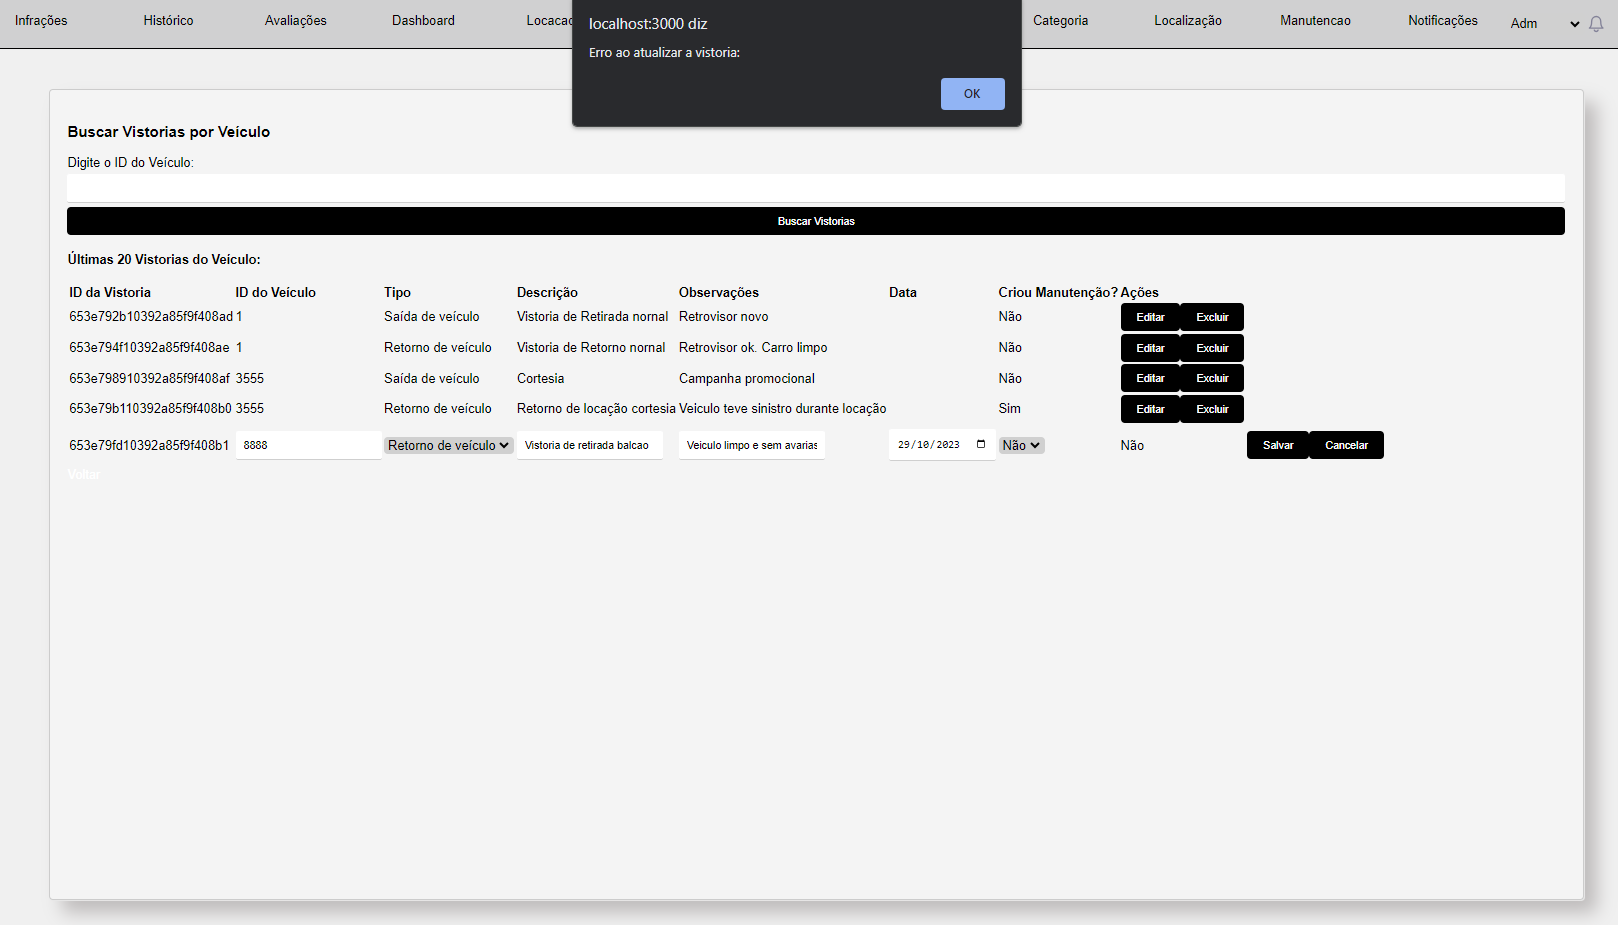 Infrações Histórico Avaliações Dashboard Locacac Categoria Localização Manutencao Notificações Adm
localhost:3000 diz
Erro ao atualizar a vistoria:
OK
Buscar Vistorias por Veículo
Digite o ID do Veículo:
Buscar Vistorias
Últimas 20 Vistorias do Veículo:
ID da Vistoria ID do Veículo Tipo Descrição Observações Data Criou Manutenção? Ações
653e792b10392a85f9f408ad 1 Saída de veículo Vistoria de Retirada nornal Retrovisor novo Não Editar Excluir
653e794f10392a85f9f408ae 1 Retorno de veículo Vistoria de Retorno nornal Retrovisor ok. Carro limpo Não Editar Excluir
653e798910392a85f9f408af 3555 Saída de veículo Cortesia Campanha promocional Não Editar Excluir
653e79b110392a85f9f408b0 3555 Retorno de veículo Retorno de locação cortesia Veiculo teve sinistro durante locação Sim Editar Excluir
653e79fd10392a85f9f408b1 8888 Retorno de veículo Vistoria de retirada balcao Veiculo limpo e sem avarias 29/10/2023 Não Não Salvar Cancelar
Voltar